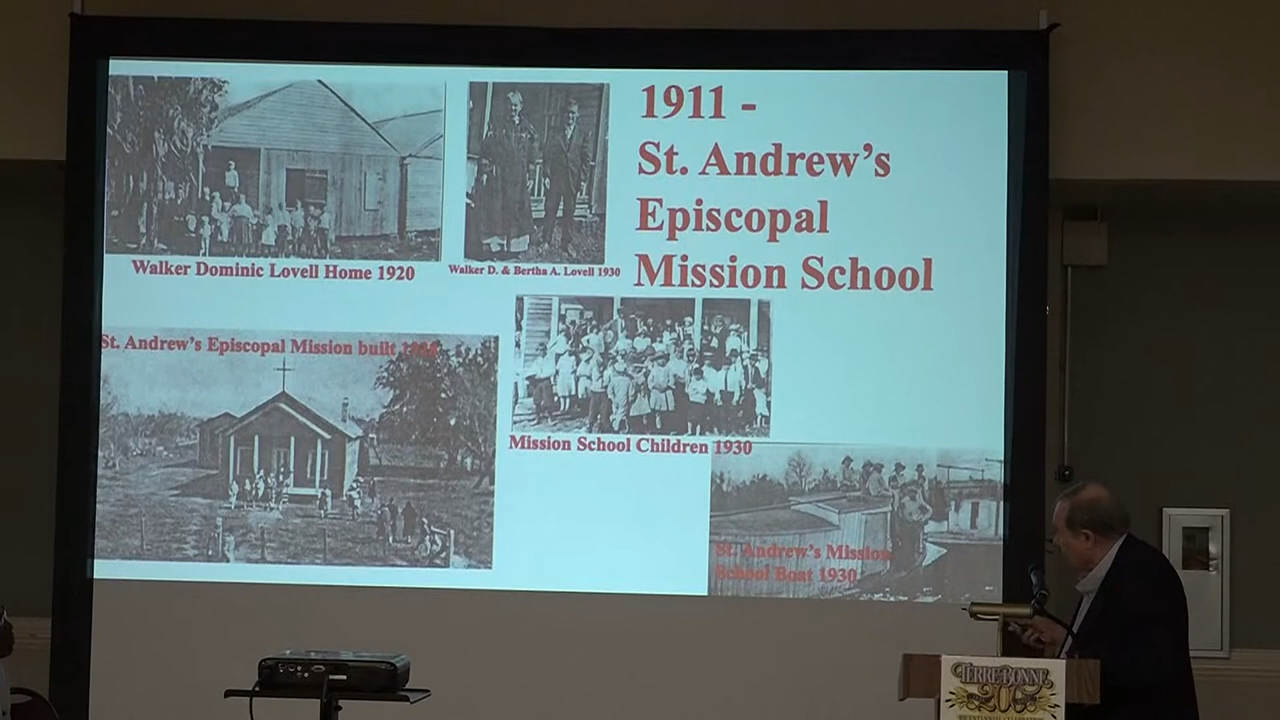 1911 -
St. Andrew's
Episcopal
Mission School
Walker Dominic Lovell Home 1920
Walker D. & Bertha A. Lovell 1930
St. Andrew's Episcopal Mission built
Mission School Children 1930
St. Andrew's Mission
School Boat 1930
TERREBONNE
200